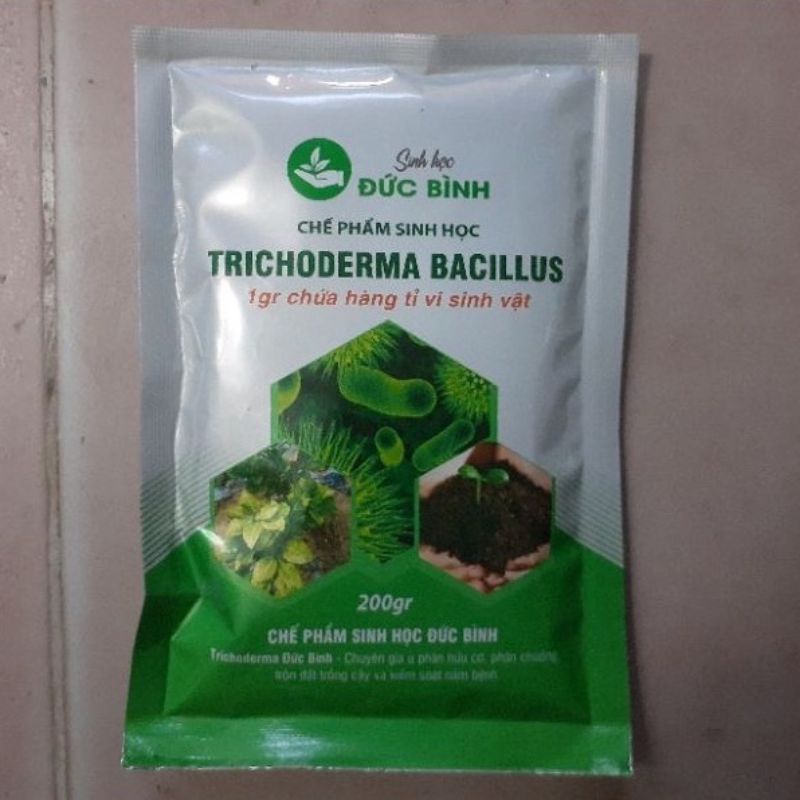 Sinh học
ĐỨC BÌNH
CHẾ PHẨM SINH HỌC
TRICHODERMA BACILLUS
1gr chứa hàng tỉ vi sinh vật
200gr
CHẾ PHẨM SINH HỌC ĐỨC BÌNH
Trichoderma Đức Bình - Chuyên gia ủ phân hữu cơ, phân chuồng
trộn đất trồng cây và kiểm soát nấm bệnh